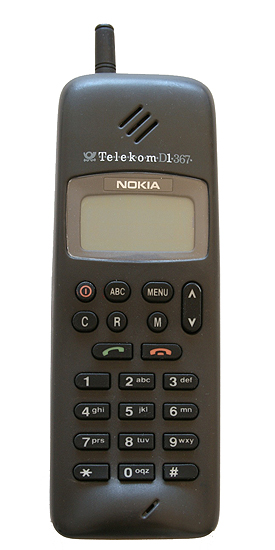 Telekom D1·367·
NOKIA
ABC MENU
C R M
1 2 abc 3 def
4 ghi 5 jkl 6 mn
7 prs 8 tuv 9 wxy
* 0 oqz #